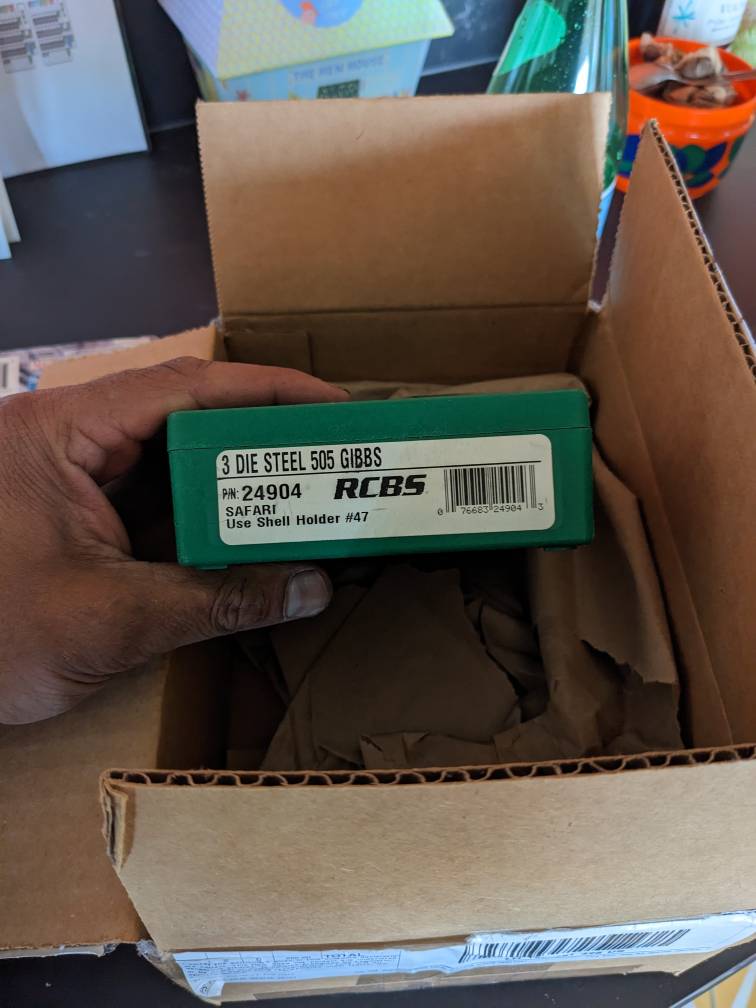 THE MEW HOUSE
3 DIE STEEL 505 GIBBS
P/N: 24904 RCBS
SAFARI
Use Shell Holder #47
0 76683 24904 3
TOTAL